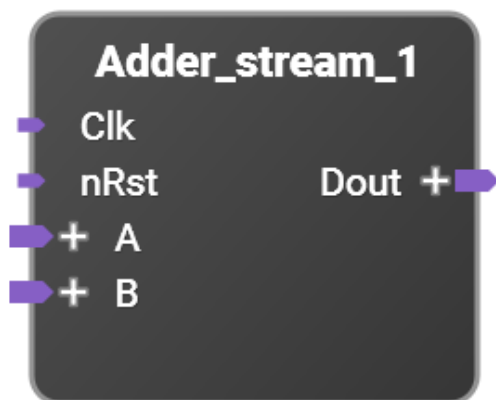 Adder_stream_1
Clk
nRst Dout +
+ A
+ B